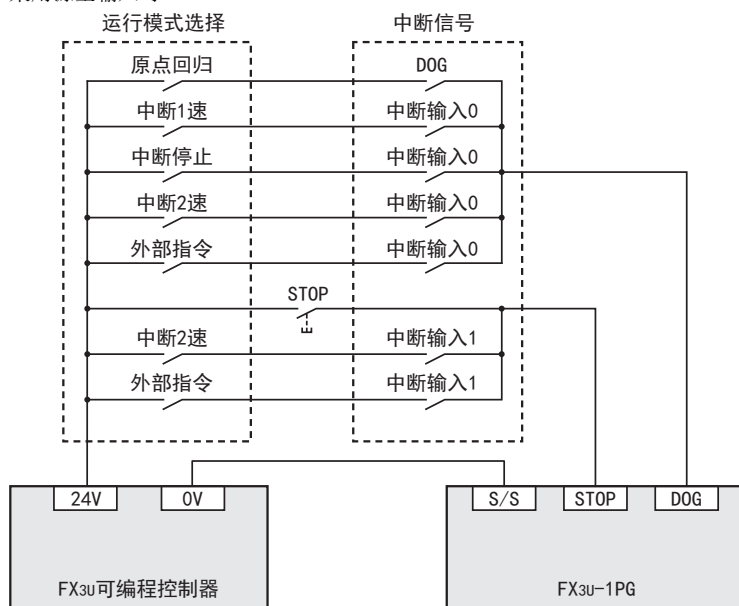 运行模式选择 中断信号
原点回归 DOG
中断1速 中断输入0
中断停止 中断输入0
中断2速 中断输入0
外部指令 中断输入0
STOP
中断2速 中断输入1
外部指令 中断输入1
24V 0V S/S STOP DOG
FX3U可编程控制器 FX3U-1PG